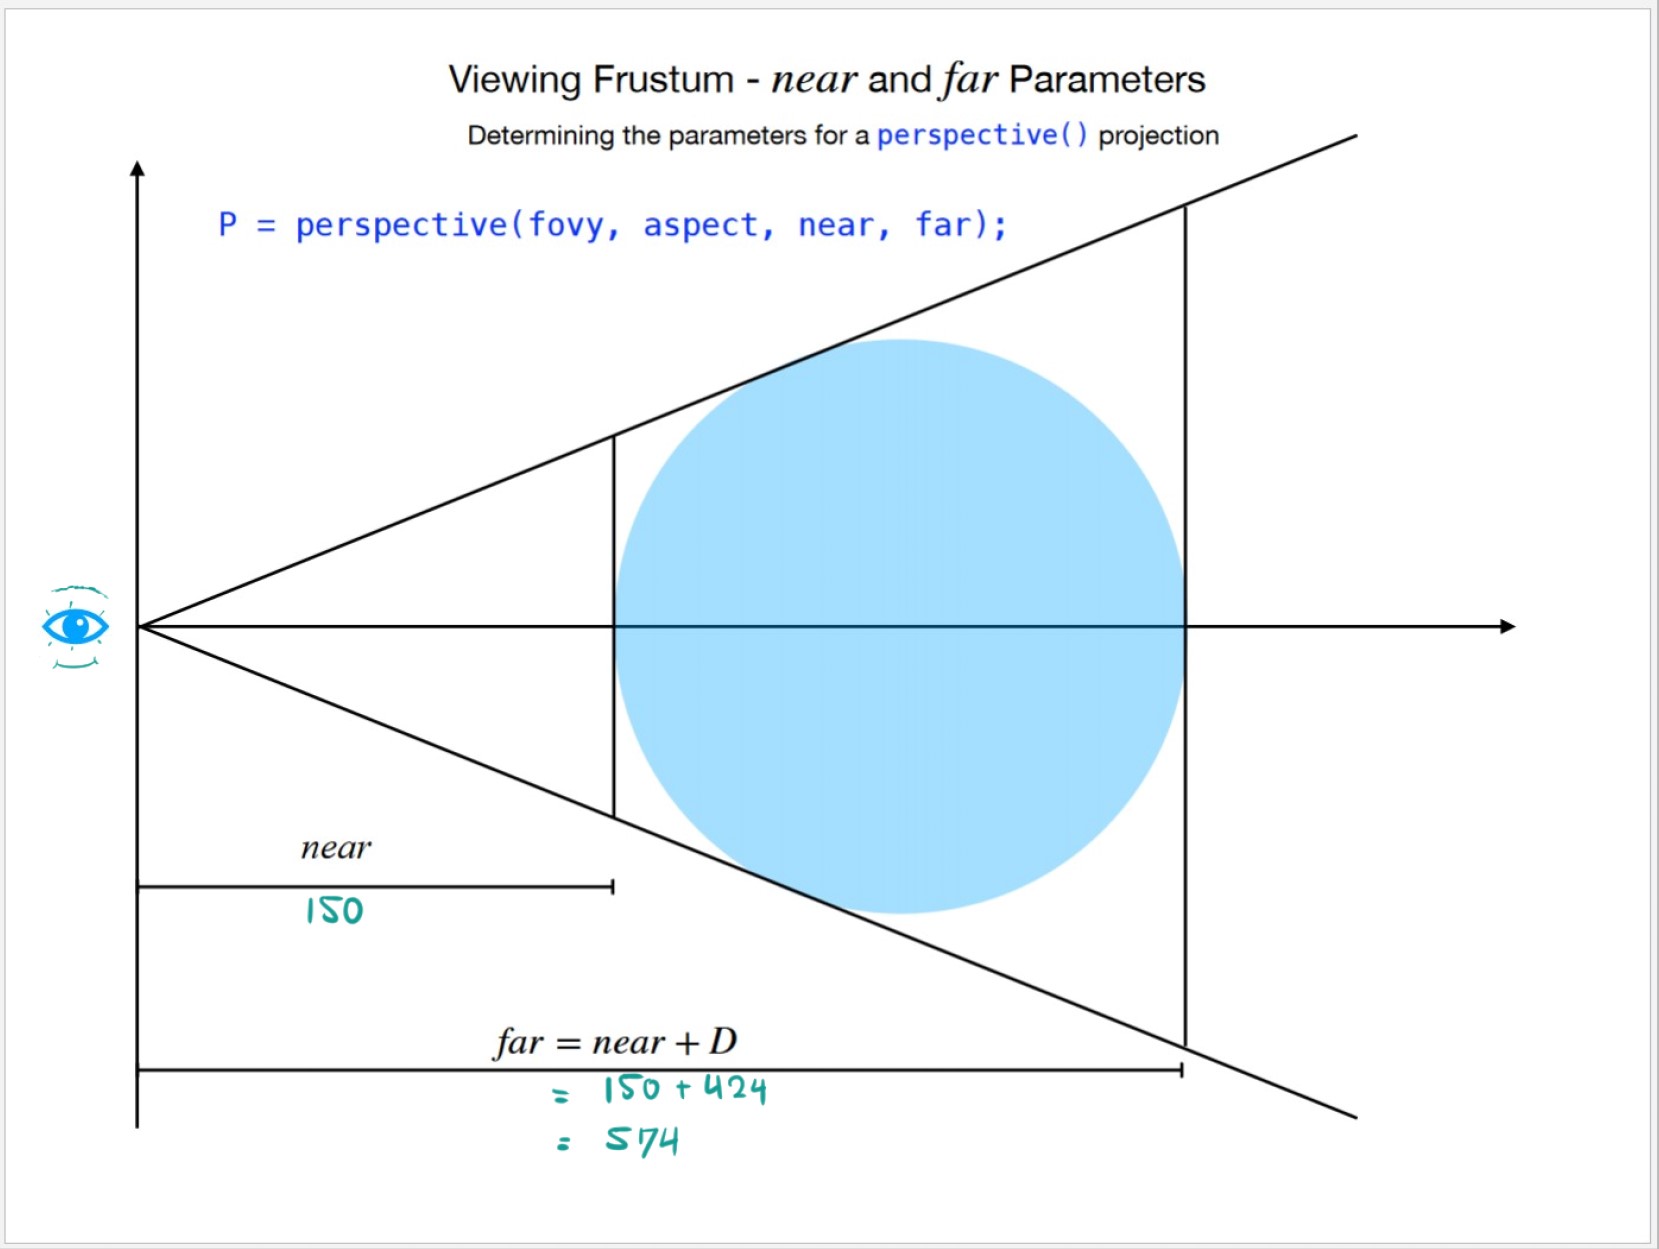 Viewing Frustum - near and far Parameters
Determining the parameters for a perspective() projection
P = perspective(fovy, aspect, near, far);
near
150
far = near + D
= 150 + 424
= 574